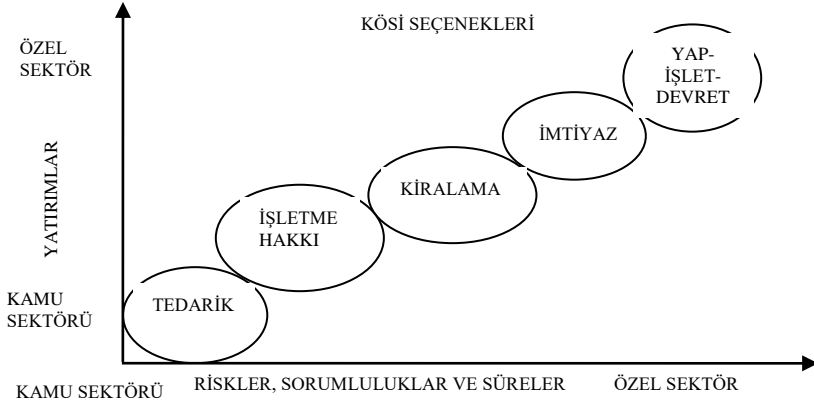 KÖSİ SEÇENEKLERİ
ÖZEL
SEKTÖR
YAP-
İŞLET-
DEVRET
İMTİYAZ
KİRALAMA
YATIRIMLAR
İŞLETME
HAKKI
KAMU
SEKTÖRÜ
TEDARİK
KAMU SEKTÖRÜ
RİSKLER, SORUMLULUKLAR VE SÜRELER
ÖZEL SEKTÖR